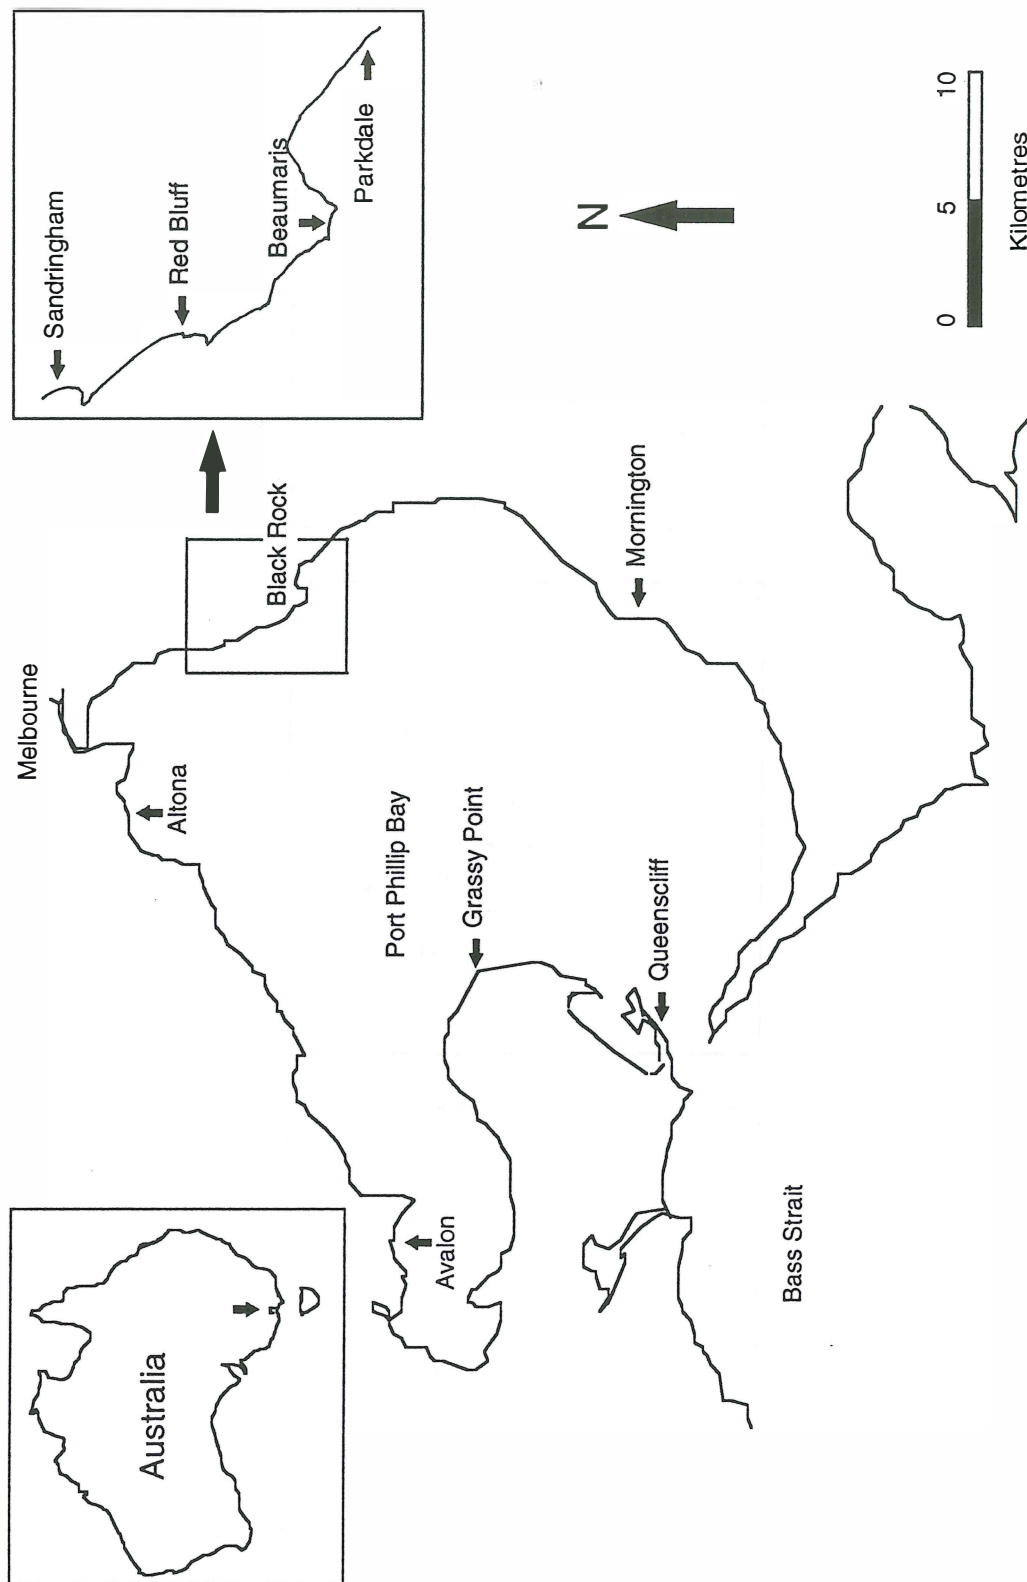 Australia
Melbourne
Altona
Black Rock
Sandringham
Red Bluff
Beaumaris
Parkdale
Port Phillip Bay
Avalon
Grassy Point
Mornington
Queenscliff
Bass Strait
N
0 5 10
Kilometres